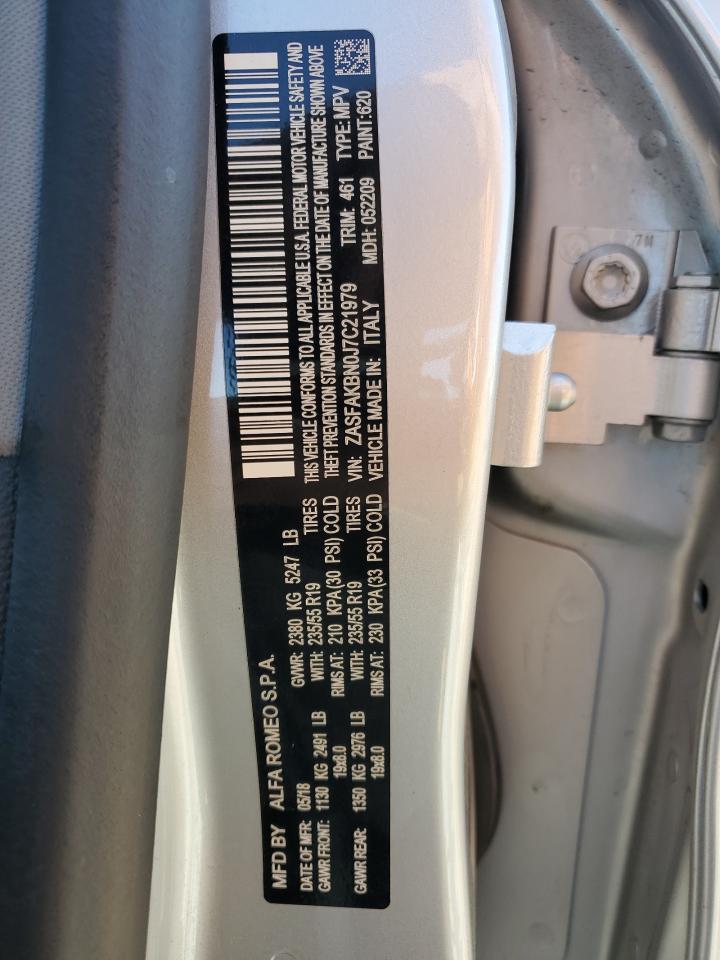 MFD BY ALFA ROMEO S.P.A.
DATE OF MFR: 05/18 GVWR: 2380 KG 5247 LB
GAWR FRONT: 1130 KG 2491 LB WITH: 235/55 R19 TIRES
19x8.0 RIMS AT: 210 KPA(30 PSI) COLD
GAWR REAR: 1350 KG 2976 LB WITH: 235/55 R19 TIRES
19x8.0 RIMS AT: 230 KPA(33 PSI) COLD
THIS VEHICLE CONFORMS TO ALL APPLICABLE U.S.A. FEDERAL MOTOR VEHICLE SAFETY AND
THEFT PREVENTION STANDARDS IN EFFECT ON THE DATE OF MANUFACTURE SHOWN ABOVE
VIN: ZASFAKBN0J7C21979 TRIM: 461 TYPE: MPV
VEHICLE MADE IN: ITALY MDH: 052209 PAINT: 620
7M